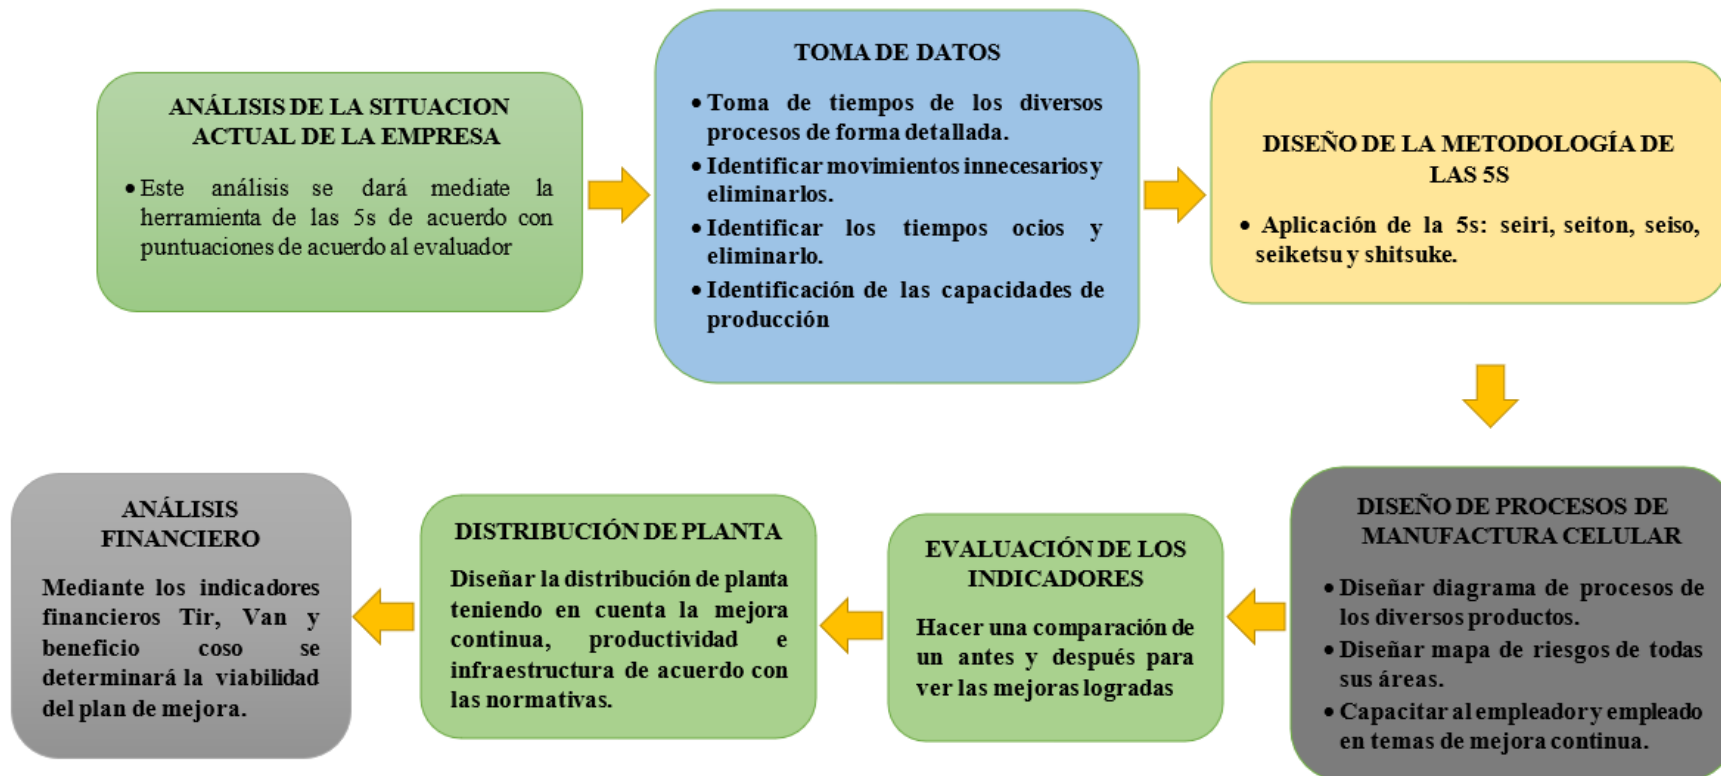 ANÁLISIS DE LA SITUACION
ACTUAL DE LA EMPRESA
• Este análisis se dará mediate la
herramienta de las 5s de acuerdo con
puntuaciones de acuerdo al evaluador
TOMA DE DATOS
• Toma de tiempos de los diversos
procesos de forma detallada.
• Identificar movimientos innecesarios y
eliminarlos.
• Identificar los tiempos ocios y
eliminarlo.
• Identificación de las capacidades de
producción
DISEÑO DE LA METODOLOGÍA DE
LAS 5S
• Aplicación de la 5s: seiri, seiton, seiso,
seiketsu y shitsuke.
DISEÑO DE PROCESOS DE
MANUFACTURA CELULAR
• Diseñar diagrama de procesos de
los diversos productos.
• Diseñar mapa de riesgos de todas
sus áreas.
• Capacitar al empleador y empleado
en temas de mejora continua.
EVALUACIÓN DE LOS
INDICADORES
Hacer una comparación de
un antes y después para
ver las mejoras logradas
DISTRIBUCIÓN DE PLANTA
Diseñar la distribución de planta
teniendo en cuenta la mejora
continua, productividad e
infraestructura de acuerdo con
las normativas.
ANÁLISIS
FINANCIERO
Mediante los indicadores
financieros Tir, Van y
beneficio coso se
determinará la viabilidad
del plan de mejora.